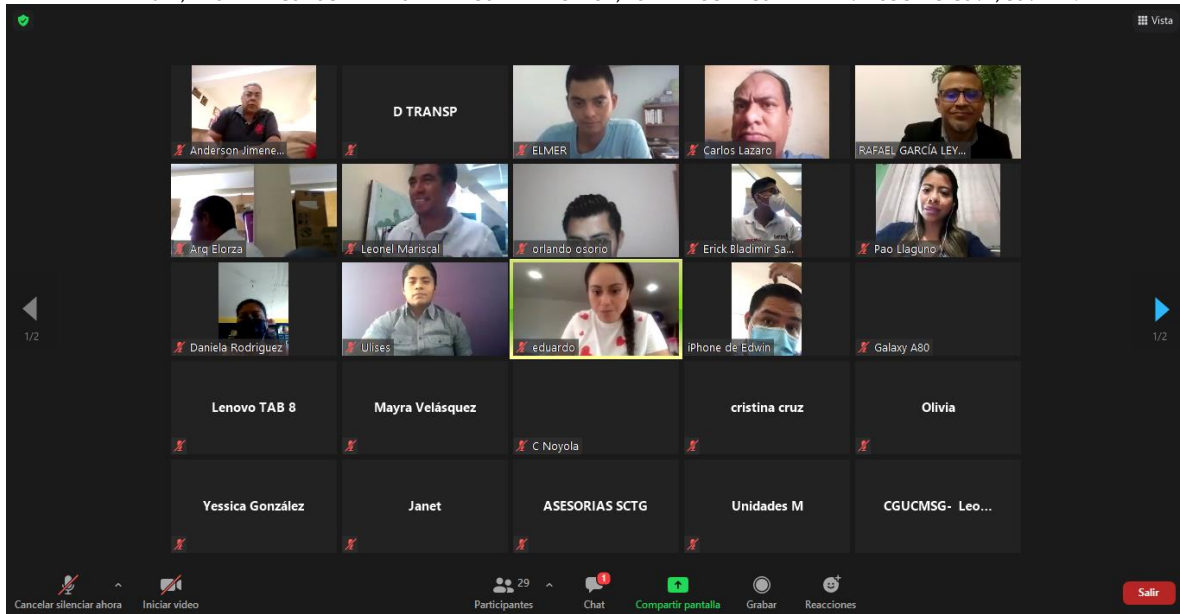 Vista
Anderson Jimene...
D TRANSP
ELMER
Carlos Lazaro
RAFAEL GARCÍA LEY...
Arq Elorza
Leonel Mariscal
orlando osorio
Erick Bladimir Sa...
Pao Llaguno
Daniela Rodriguez
Ulises
eduardo
iPhone de Edwin
Galaxy A80
1/2
1/2
Lenovo TAB 8
Mayra Velásquez
C Noyola
cristina cruz
Olivia
Yessica González
Janet
ASESORIAS SCTG
Unidades M
CGUCMSG- Leo...
29
1
Cancelar silenciar ahora
Iniciar video
Participantes
Chat
Compartir pantalla
Grabar
Reacciones
Salir